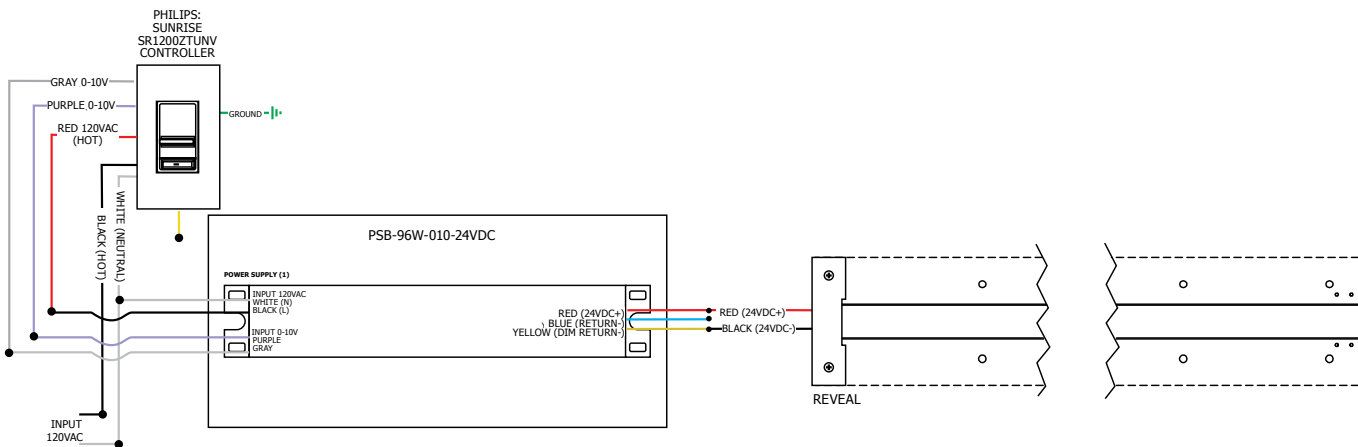 PHILIPS:
SUNRISE
SR1200ZTUNV
CONTROLLER
GRAY 0-10V
PURPLE 0-10V
RED 120VAC
(HOT)
GROUND
WHITE (NEUTRAL)
BLACK (HOT)
PSB-96W-010-24VDC
POWER SUPPLY (1)
INPUT 120VAC
WHITE (N)
BLACK (L)
INPUT 0-10V
PURPLE
GRAY
RED (24VDC+)
BLUE (RETURN-)
YELLOW (DIM RETURN-)
RED (24VDC+)
BLACK (24VDC-)
REVEAL
INPUT
120VAC